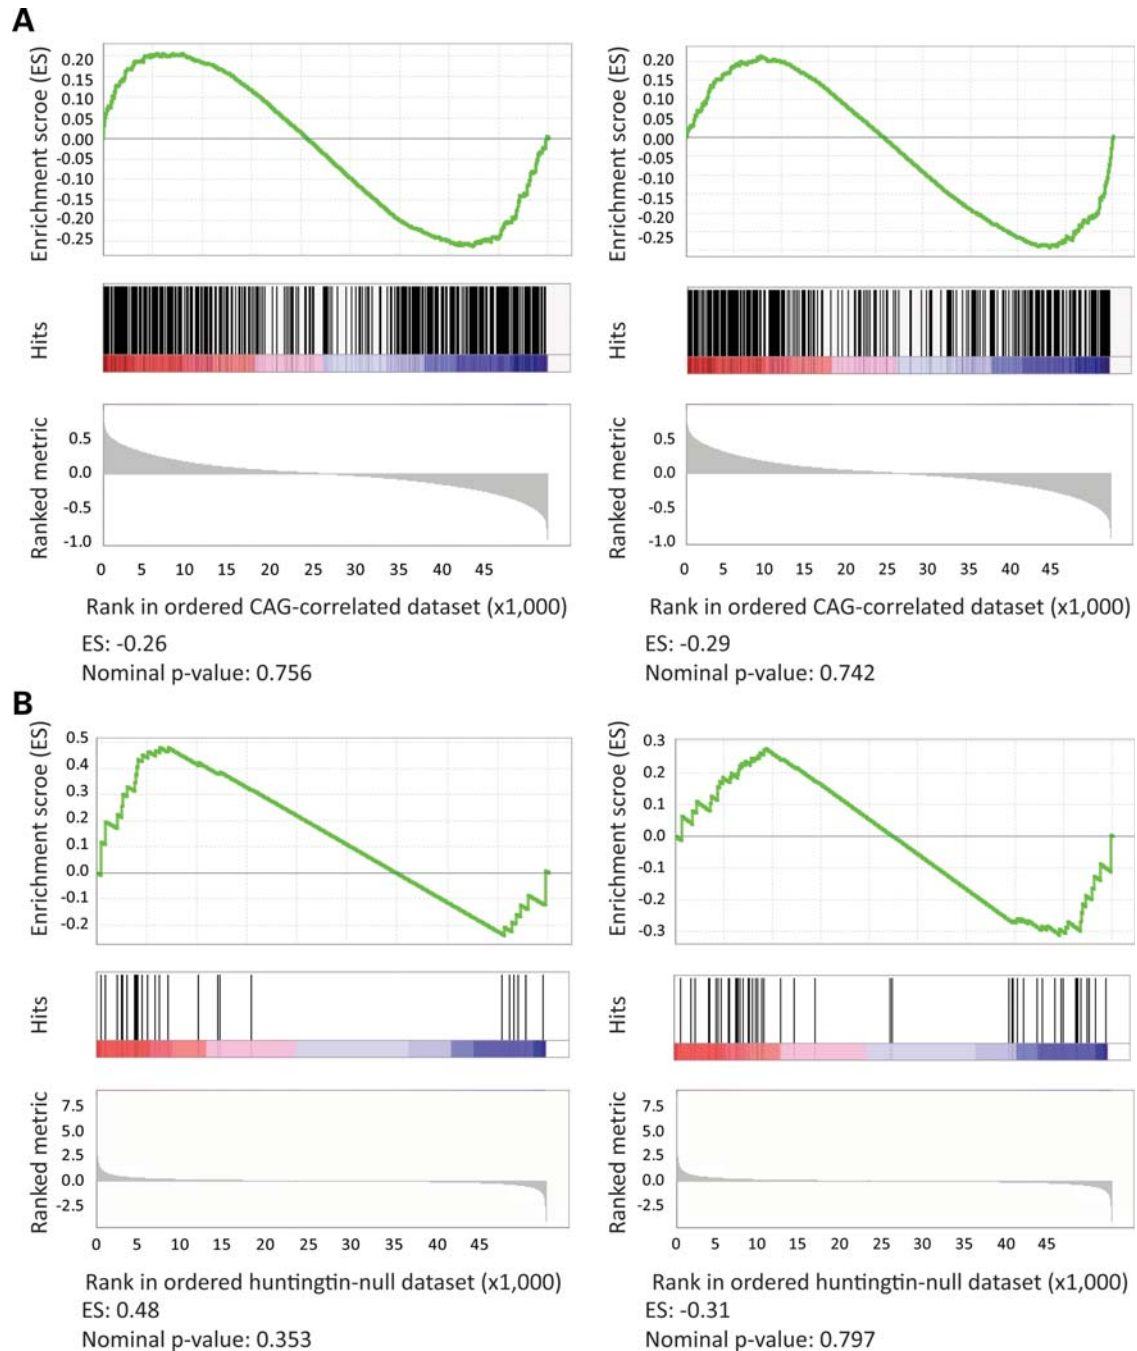 A
Enrichment scroe (ES)
0.20
0.15
0.10
0.05
0.00
-0.05
-0.10
-0.15
-0.20
-0.25
Hits
Ranked metric
0.5
0.0
-0.5
-1.0
0 5 10 15 20 25 30 35 40 45
Rank in ordered CAG-correlated dataset (x1,000)
ES: -0.26
Nominal p-value: 0.756
Enrichment scroe (ES)
0.20
0.15
0.10
0.05
0.00
-0.05
-0.10
-0.15
-0.20
-0.25
Hits
Ranked metric
0.5
0.0
-0.5
-1.0
0 5 10 15 20 25 30 35 40 45
Rank in ordered CAG-correlated dataset (x1,000)
ES: -0.29
Nominal p-value: 0.742
B
Enrichment scroe (ES)
0.5
0.4
0.3
0.2
0.1
0.0
-0.1
-0.2
Hits
Ranked metric
7.5
5.0
2.5
0.0
-2.5
0 5 10 15 20 25 30 35 40 45
Rank in ordered huntingtin-null dataset (x1,000)
ES: 0.48
Nominal p-value: 0.353
Enrichment scroe (ES)
0.3
0.2
0.1
0.0
-0.1
-0.2
-0.3
Hits
Ranked metric
7.5
5.0
2.5
0.0
-2.5
0 5 10 15 20 25 30 35 40 45
Rank in ordered huntingtin-null dataset (x1,000)
ES: -0.31
Nominal p-value: 0.797